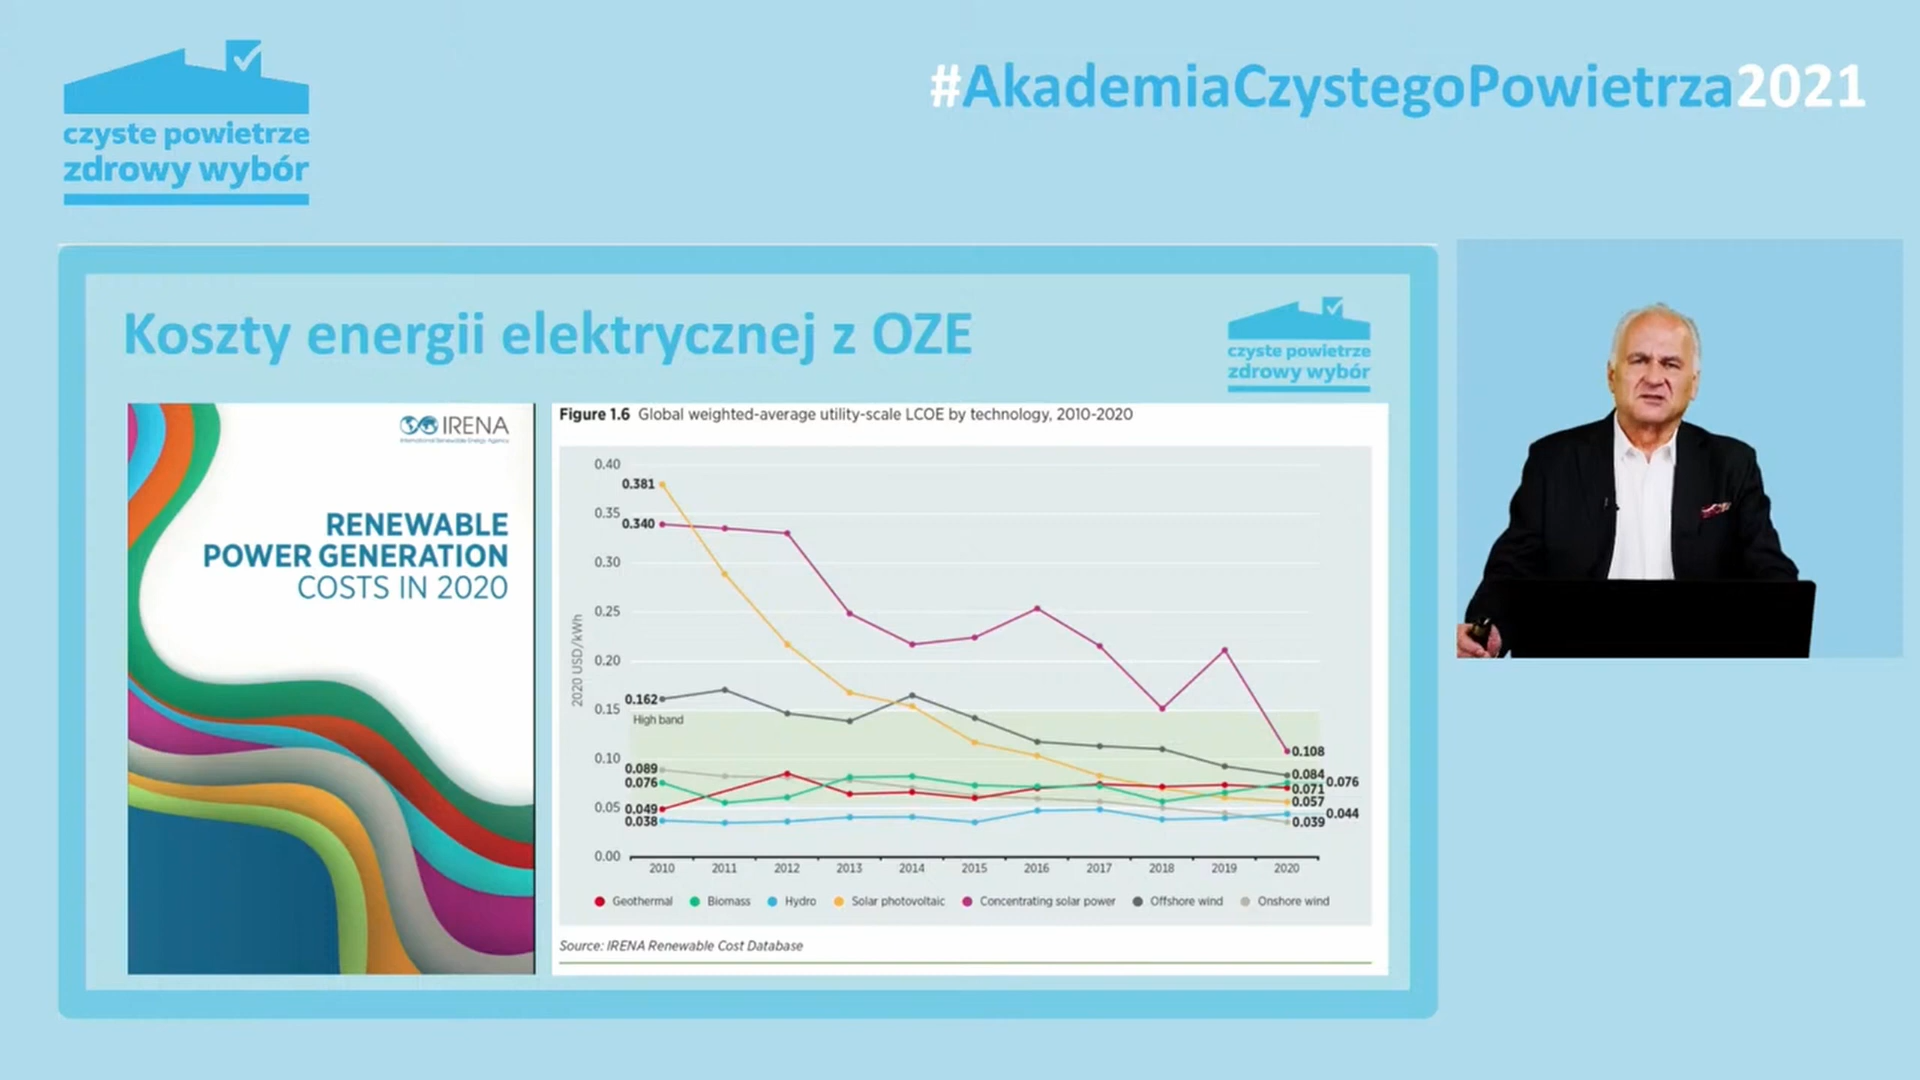 czyste powietrze
zdrowy wybór
#AkademiaCzystegoPowietrza2021
Koszty energii elektrycznej z OZE
czyste powietrze
zdrowy wybór
IRENA
International Renewable Energy Agency
RENEWABLE
POWER GENERATION
COSTS IN 2020
Figure 1.6 Global weighted-average utility-scale LCOE by technology, 2010-2020
2020 USD/kWh
0.40
0.35
0.30
0.25
0.20
0.15
0.10
0.05
0.00
0.381
0.340
0.162
High band
0.089
0.076
0.049
0.038
0.108
0.084
0.076
0.071
0.057
0.044
0.039
2010 2011 2012 2013 2014 2015 2016 2017 2018 2019 2020
Geothermal Biomass Hydro Solar photovoltaic Concentrating solar power Offshore wind Onshore wind
Source: IRENA Renewable Cost Database